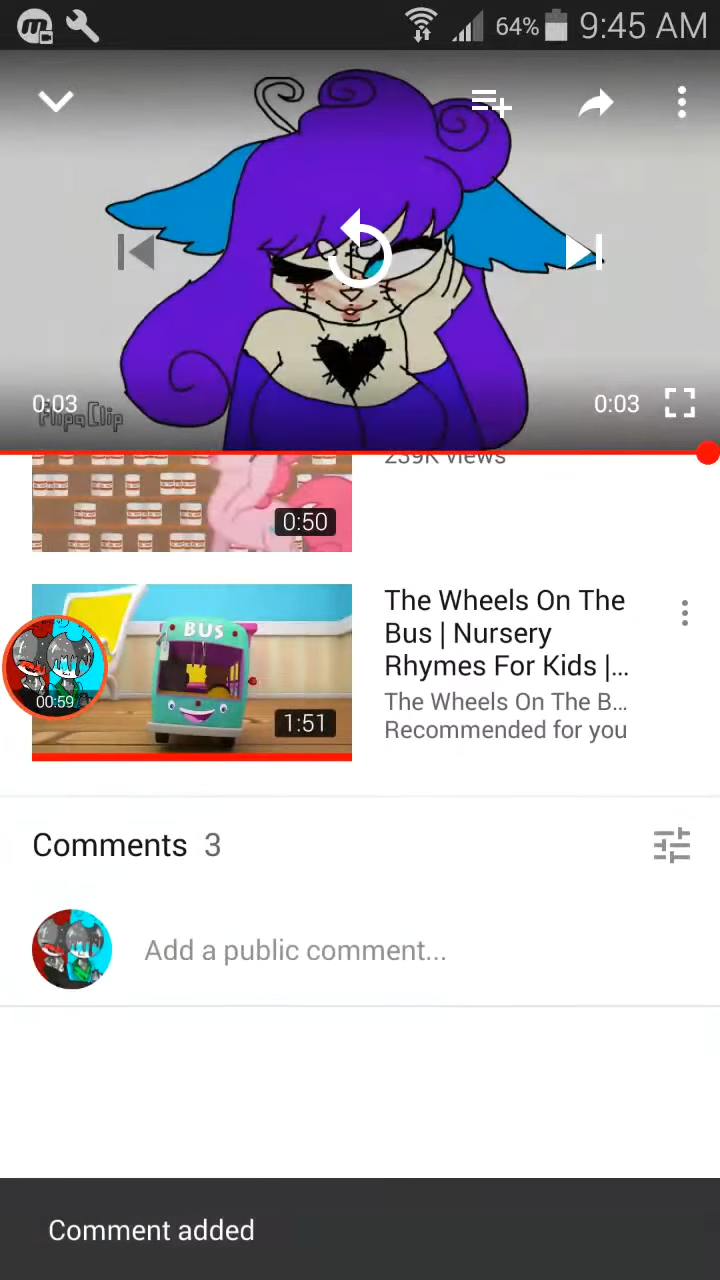 64% 9:45 AM
0:03
FlipaClip
0:03
239K views
0:50
BUS
The Wheels On The
Bus | Nursery
Rhymes For Kids |...
The Wheels On The B...
Recommended for you
00:59
1:51
Comments 3
Add a public comment...
Comment added